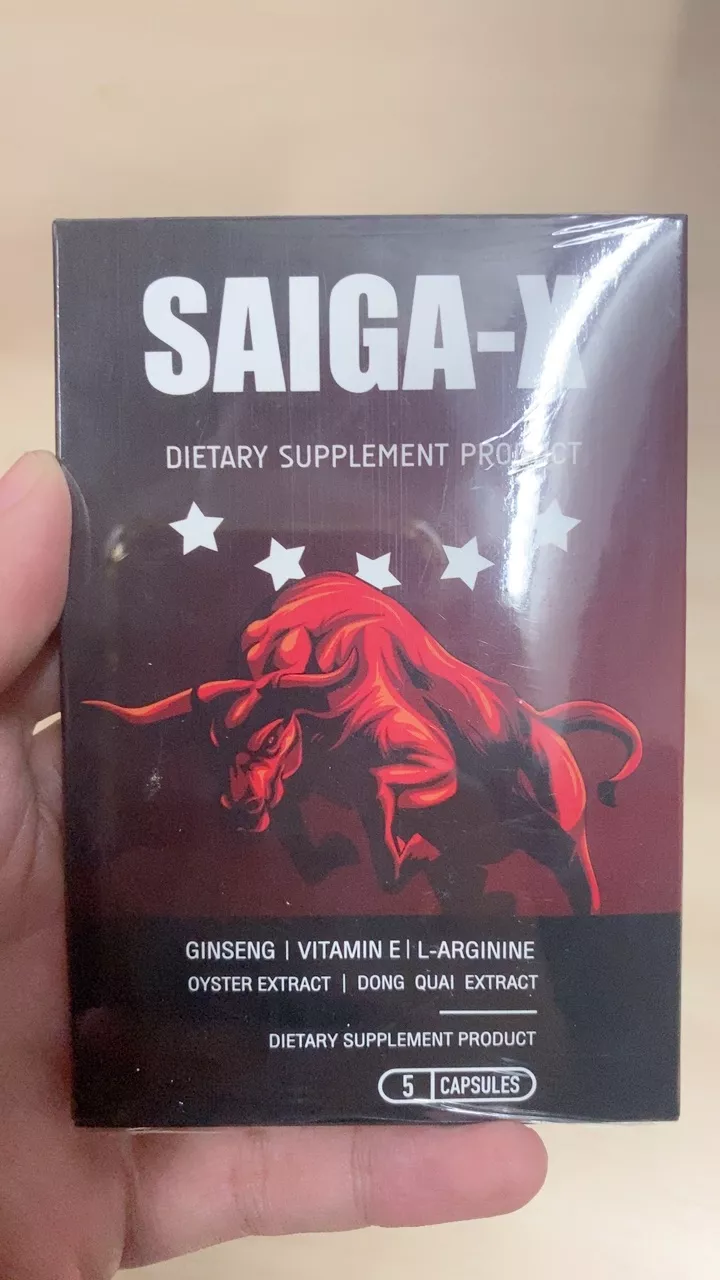 SAIGA-X
DIETARY SUPPLEMENT PRODUCT
GINSENG | VITAMIN E | L-ARGININE
OYSTER EXTRACT | DONG QUAI EXTRACT
DIETARY SUPPLEMENT PRODUCT
5 | CAPSULES